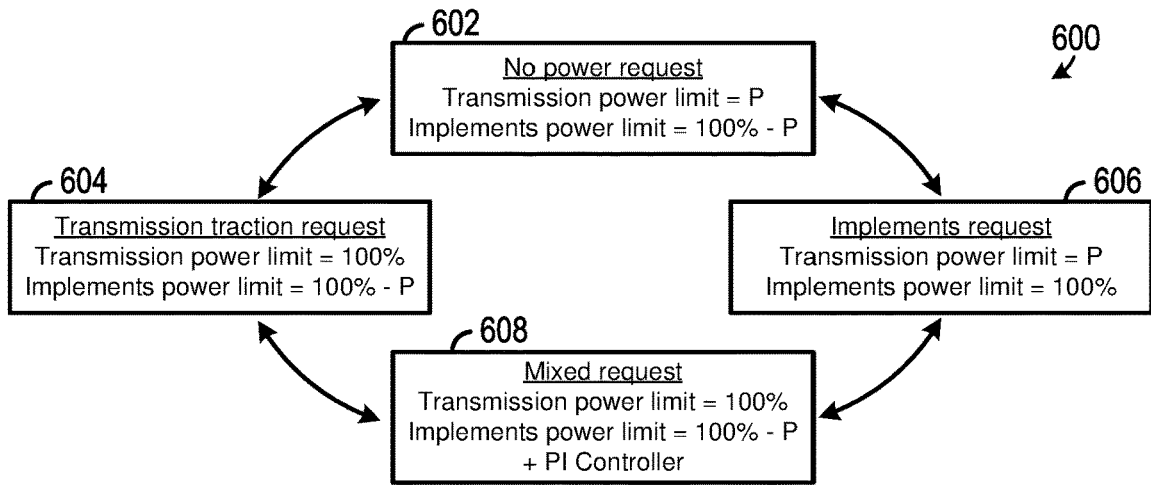 602
600
No power request
Transmission power limit = P
Implements power limit = 100% - P
604
Transmission traction request
Transmission power limit = 100%
Implements power limit = 100% - P
606
Implements request
Transmission power limit = P
Implements power limit = 100%
608
Mixed request
Transmission power limit = 100%
Implements power limit = 100% - P
+ PI Controller